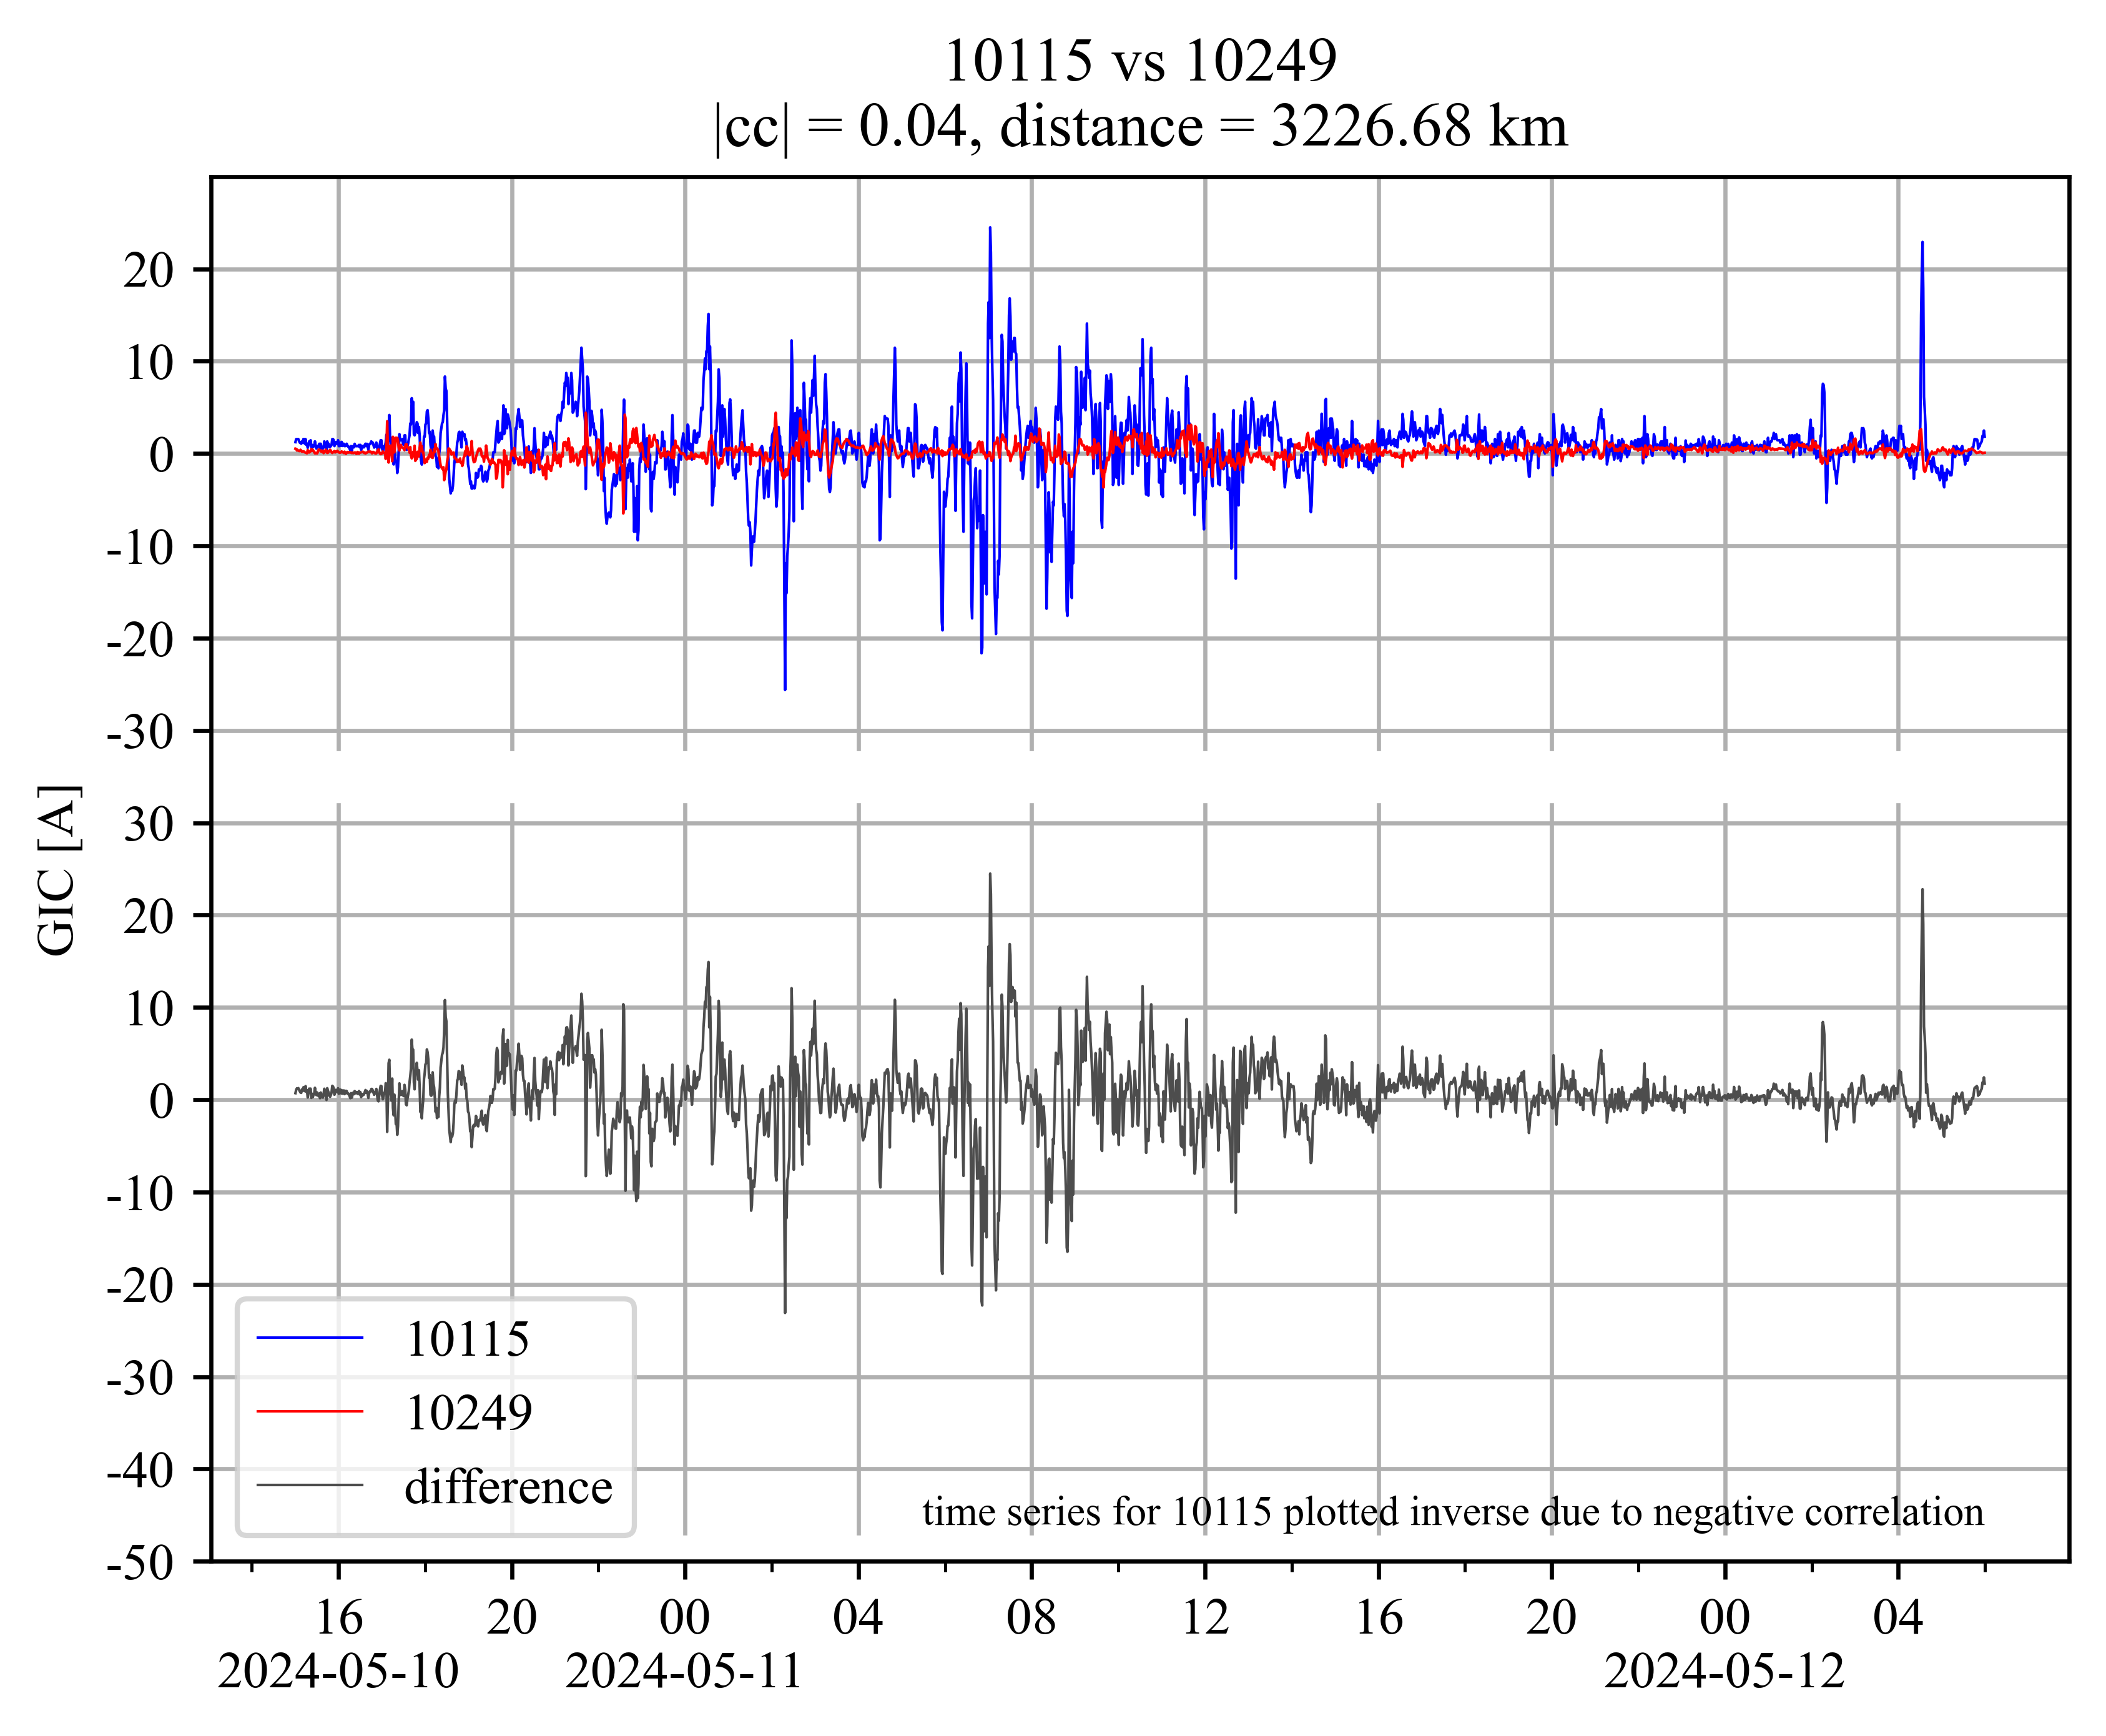 10115 vs 10249
|cc| = 0.04, distance = 3226.68 km
20
10
0
-10
-20
-30
30
20
10
0
-10
-20
-30
-40
-50
GIC [A]
10115
10249
difference
time series for 10115 plotted inverse due to negative correlation
16 20 00 04 08 12 16 20 00 04
2024-05-10 2024-05-11 2024-05-12